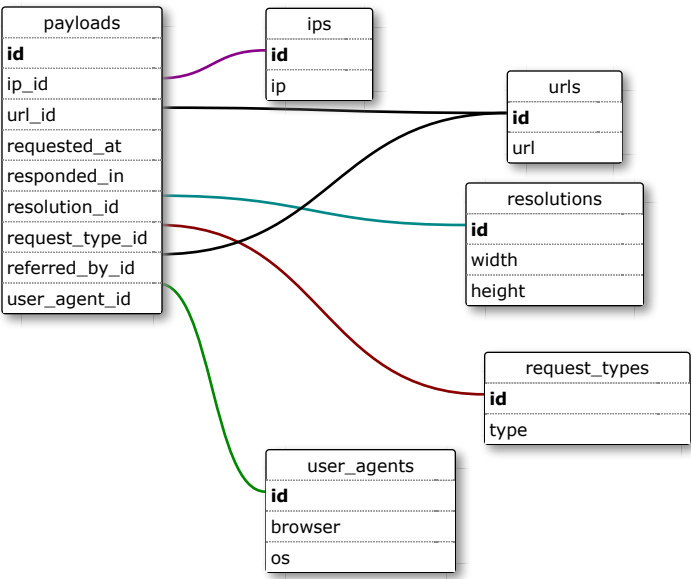 payloads
id
ip_id
url_id
requested_at
responded_in
resolution_id
request_type_id
referred_by_id
user_agent_id
ips
id
ip
urls
id
url
resolutions
id
width
height
request_types
id
type
user_agents
id
browser
os